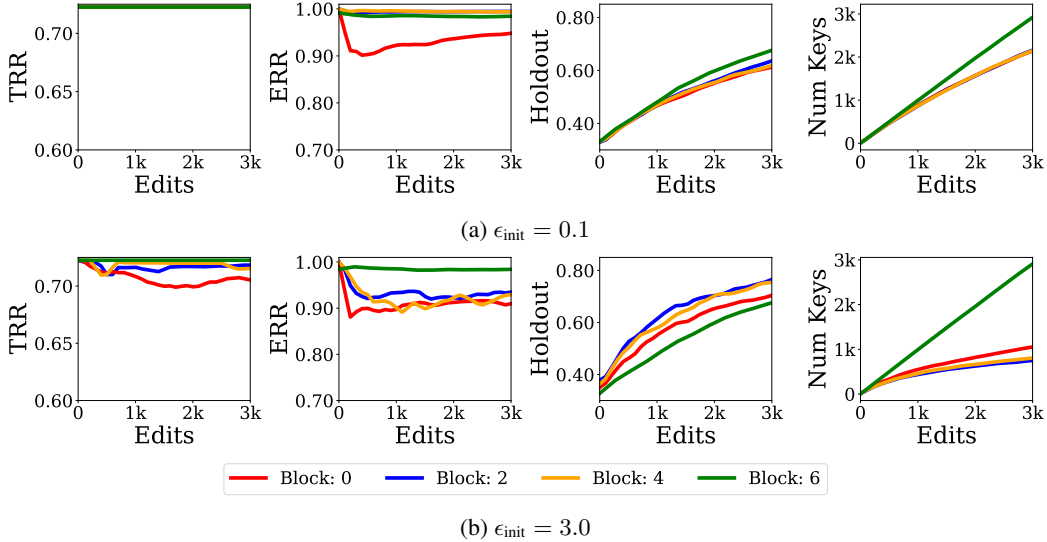 TRR
0.70
0.60
0 1k 2k 3k
Edits
ERR
1.00
0.90
0.80
0.70
0 1k 2k 3k
Edits
Holdout
0.80
0.60
0.40
0 1k 2k 3k
Edits
Num Keys
3k
2k
1k
0
0 1k 2k 3k
Edits
(a) ϵinit = 0.1
TRR
0.70
0.65
0.60
0 1k 2k 3k
Edits
ERR
1.00
0.90
0.80
0.70
0 1k 2k 3k
Edits
Holdout
0.80
0.60
0.40
0 1k 2k 3k
Edits
Num Keys
3k
2k
1k
0
0 1k 2k 3k
Edits
Block: 0 Block: 2 Block: 4 Block: 6
(b) ϵinit = 3.0